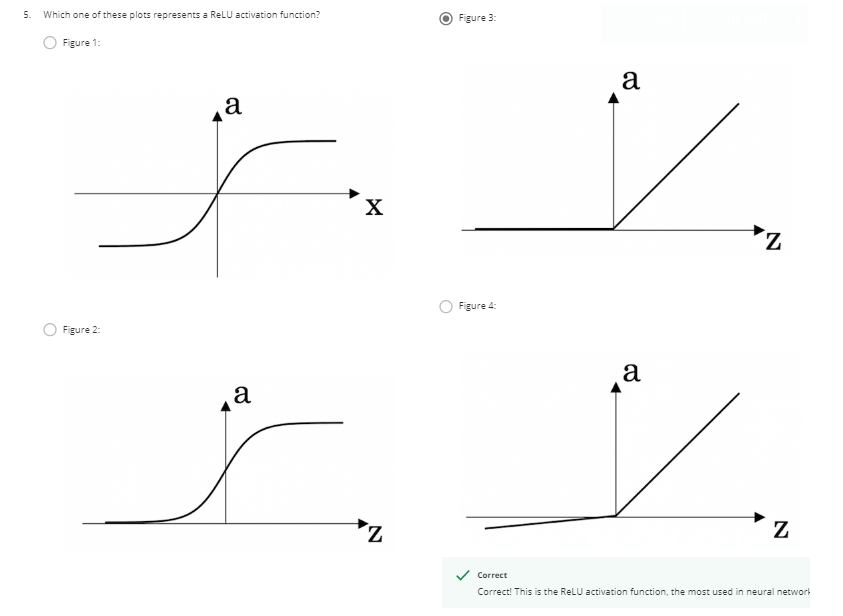 5. Which one of these plots represents a ReLU activation function?
Figure 1:
a
x
Figure 2:
a
z
Figure 3:
a
z
Figure 4:
a
z
Correct
Correct! This is the ReLU activation function, the most used in neural network